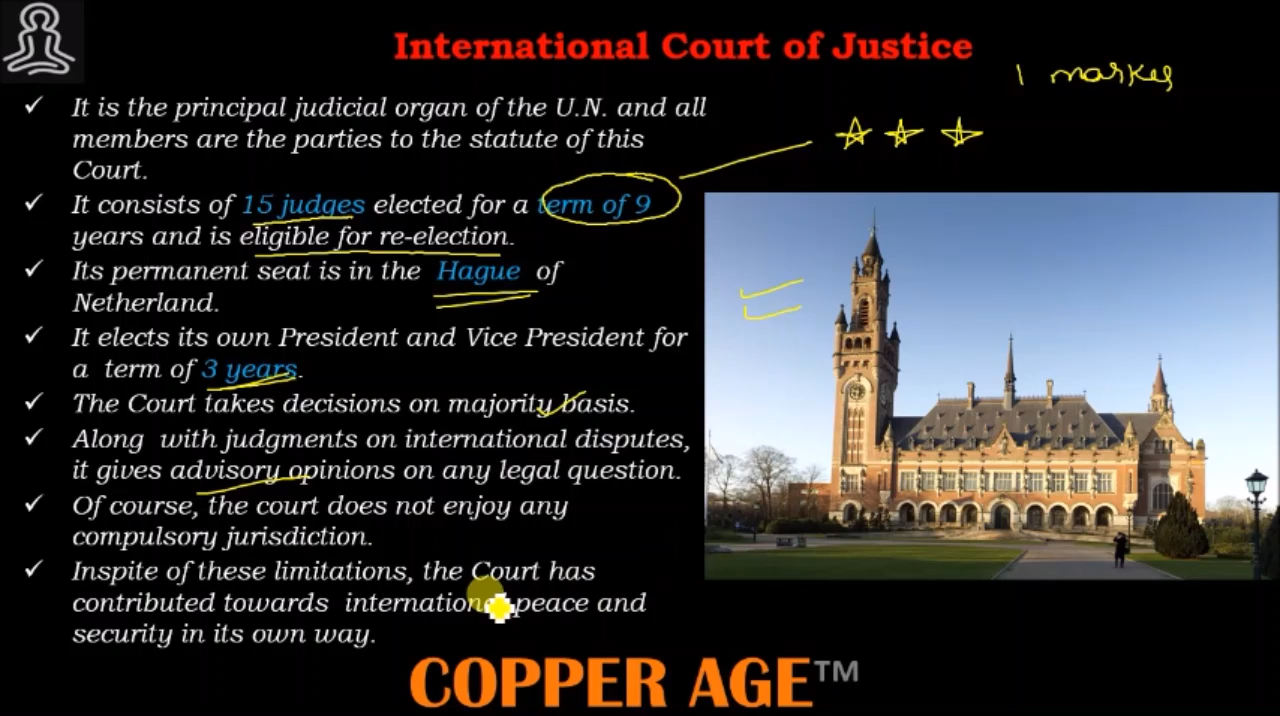 International Court of Justice
1 marks
It is the principal judicial organ of the U.N. and all
members are the parties to the statute of this
Court.
It consists of 15 judges elected for a term of 9
years and is eligible for re-election.
Its permanent seat is in the Hague of
Netherland.
It elects its own President and Vice President for
a term of 3 years.
The Court takes decisions on majority basis.
Along with judgments on international disputes,
it gives advisory opinions on any legal question.
Of course, the court does not enjoy any
compulsory jurisdiction.
Inspite of these limitations, the Court has
contributed towards international peace and
security in its own way.
COPPER AGE™